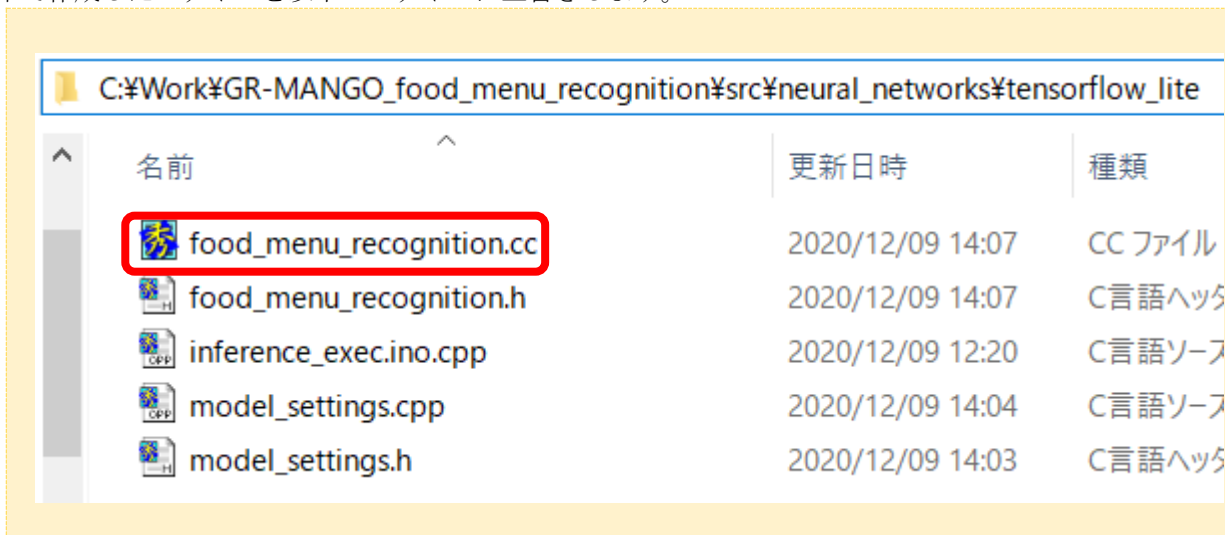 C:¥Work¥GR-MANGO_food_menu_recognition¥src¥neural_networks¥tensorflow_lite
名前 更新日時 種類
food_menu_recognition.cc 2020/12/09 14:07 CC ファイル
food_menu_recognition.h 2020/12/09 14:07 C言語ヘッダ
inference_exec.ino.cpp 2020/12/09 12:20 C言語ソース
model_settings.cpp 2020/12/09 14:04 C言語ソース
model_settings.h 2020/12/09 14:03 C言語ヘッダ